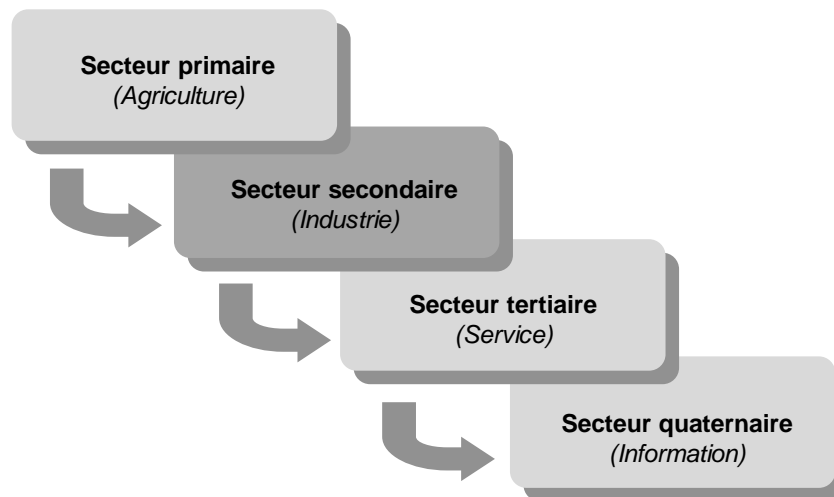 Secteur primaire
(Agriculture)
Secteur secondaire
(Industrie)
Secteur tertiaire
(Service)
Secteur quaternaire
(Information)